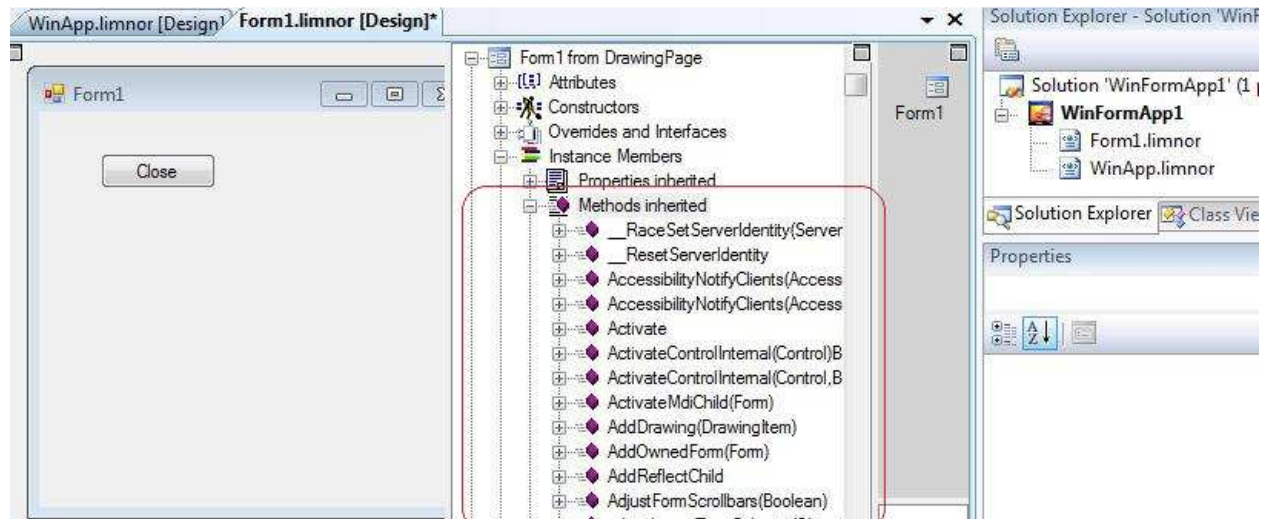 WinApp.limnor [Design]
Form1.limnor [Design]*
Form1
Close
Form1 from DrawingPage
Attributes
Constructors
Overrides and Interfaces
Instance Members
Properties inherited
Methods inherited
__RaceSetServerIdentity(Server
__ResetServerIdentity
AccessibilityNotifyClients(Access
AccessibilityNotifyClients(Access
Activate
ActivateControlInternal(Control)B
ActivateControlInternal(Control,B
ActivateMdiChild(Form)
AddDrawing(DrawingItem)
AddOwnedForm(Form)
AddReflectChild
AdjustFormScrollbars(Boolean)
Form1
Solution Explorer - Solution 'WinF
Solution 'WinFormApp1' (1
WinFormApp1
Form1.limnor
WinApp.limnor
Solution Explorer
Class Vie
Properties